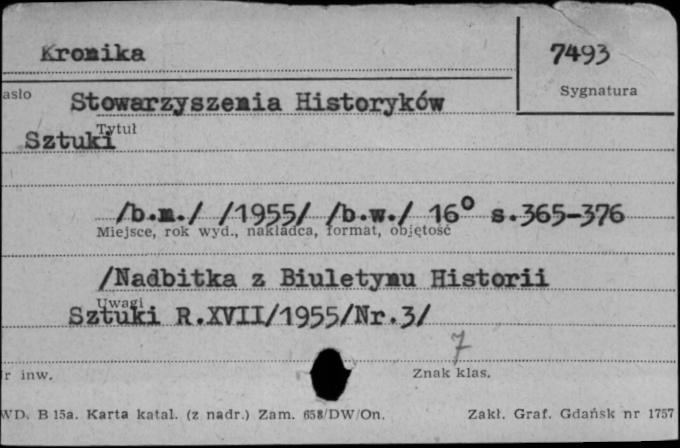 Kronika
7493
asło
Sygnatura
Stowarzyszenia Historyków
Tytuł
Sztuki
/b.m./ /1955/ /b.w./ 16° s.365-376
Miejsce, rok wyd., nakładca, format, objętość
/Nadbitka z Biuletynu Historii
Uwagi
Sztuki R.XVII/1955/Nr.3/
7
r inw.
Znak klas.
WD. B 15a. Karta katal. (z nadr.) Zam. 658/DW/On.
Zakł. Graf. Gdańsk nr 1757